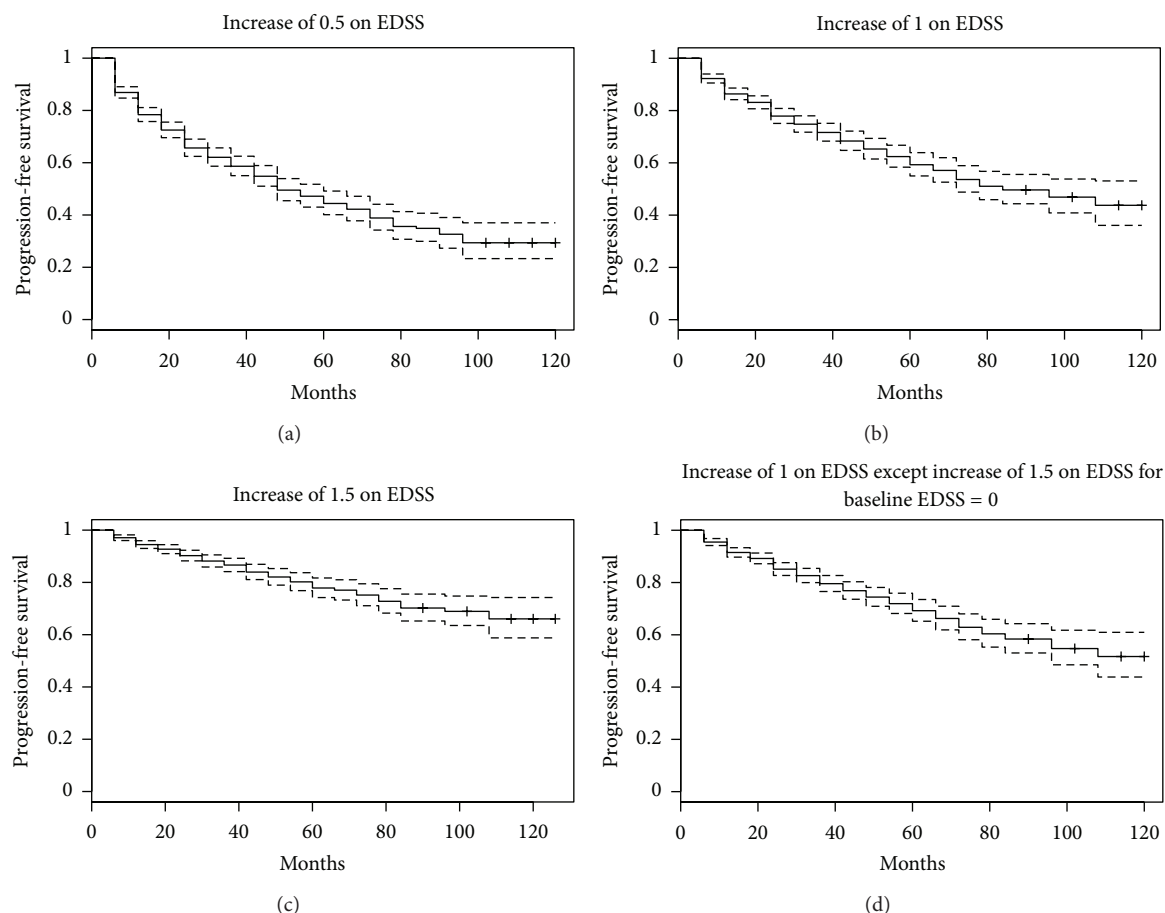 Increase of 0.5 on EDSS
Progression-free survival
1
0.8
0.6
0.4
0.2
0
0 20 40 60 80 100 120
Months
(a)
Increase of 1 on EDSS
Progression-free survival
1
0.8
0.6
0.4
0.2
0
0 20 40 60 80 100 120
Months
(b)
Increase of 1.5 on EDSS
Progression-free survival
1
0.8
0.6
0.4
0.2
0
0 20 40 60 80 100 120
Months
(c)
Increase of 1 on EDSS except increase of 1.5 on EDSS for
baseline EDSS = 0
Progression-free survival
1
0.8
0.6
0.4
0.2
0
0 20 40 60 80 100 120
Months
(d)